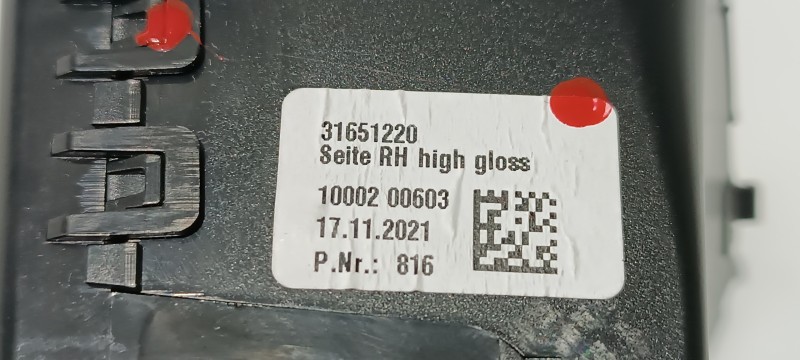 31651220
Seite RH high gloss
10002 00603
17.11.2021
P.Nr.: 816